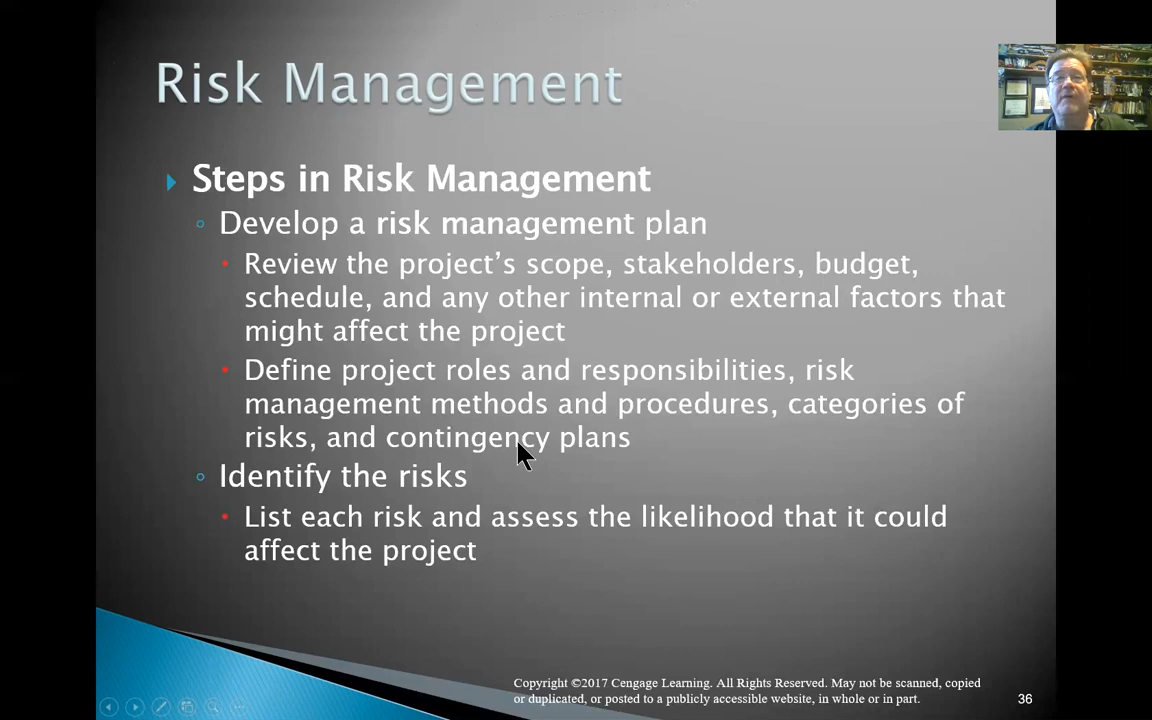 Risk Management
Steps in Risk Management
Develop a risk management plan
Review the project’s scope, stakeholders, budget,
schedule, and any other internal or external factors that
might affect the project
Define project roles and responsibilities, risk
management methods and procedures, categories of
risks, and contingency plans
Identify the risks
List each risk and assess the likelihood that it could
affect the project
Copyright ©2017 Cengage Learning. All Rights Reserved. May not be scanned, copied
or duplicated, or posted to a publicly accessible website, in whole or in part.
36